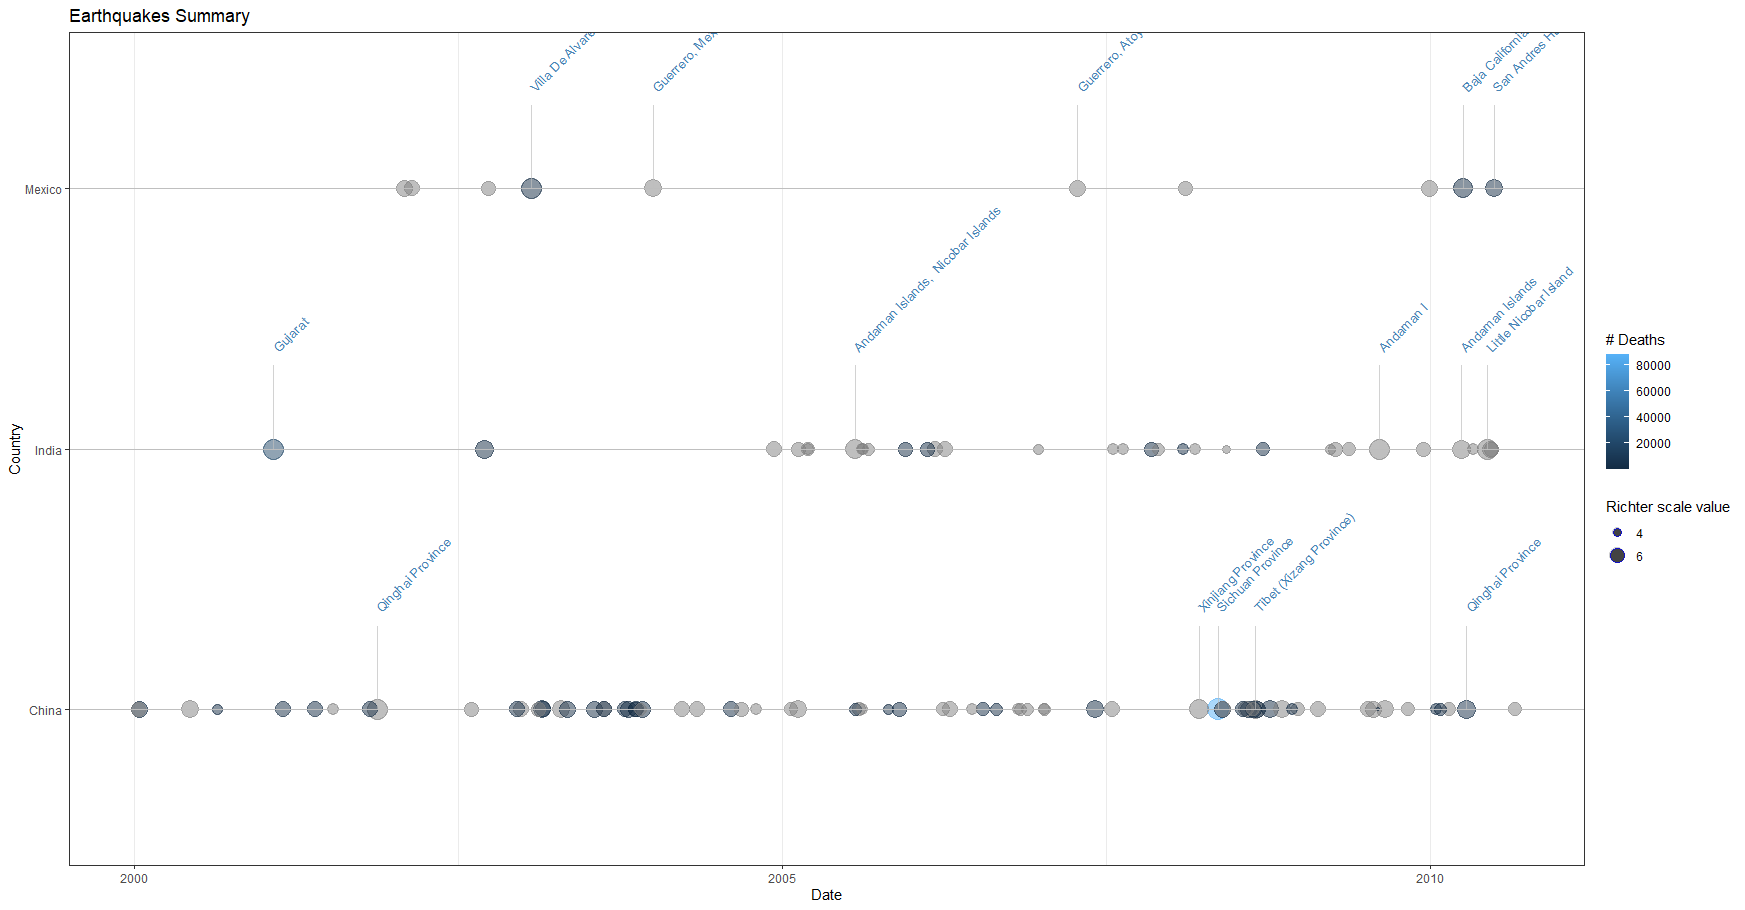 Earthquakes Summary
Villa De Alvare
Guerrero, Mex
Guerrero, Atoy
Baja California
San Andres H
Mexico
Gujarat
Andaman Islands,  Nicobar Islands
Andaman I
Andaman Islands
Little Nicobar Island
India
Qinghai Province
Xinjiang Province
Sichuan Province
Tibet (Xizang Province)
Qinghai Province
China
Country
2000
2005
2010
Date
# Deaths
80000
60000
40000
20000
Richter scale value
4
6